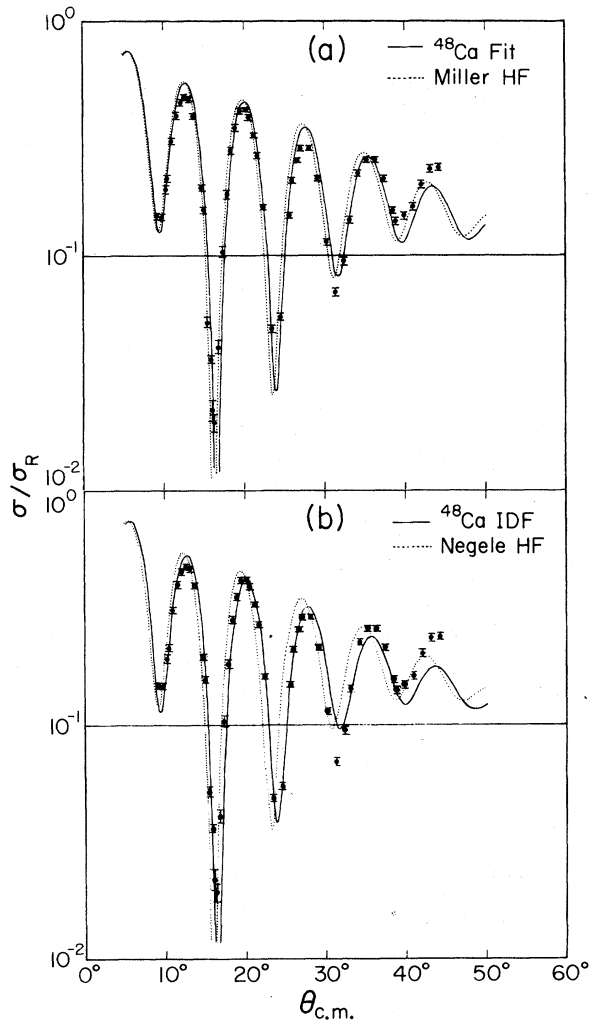 10⁰
(a)
⁴⁸Ca Fit
Miller HF
10⁻¹
10⁻²
σ/σ_R
10⁰
(b)
⁴⁸Ca IDF
Negele HF
10⁻¹
10⁻²
0° 10° 20° 30° 40° 50° 60°
θ_c.m.